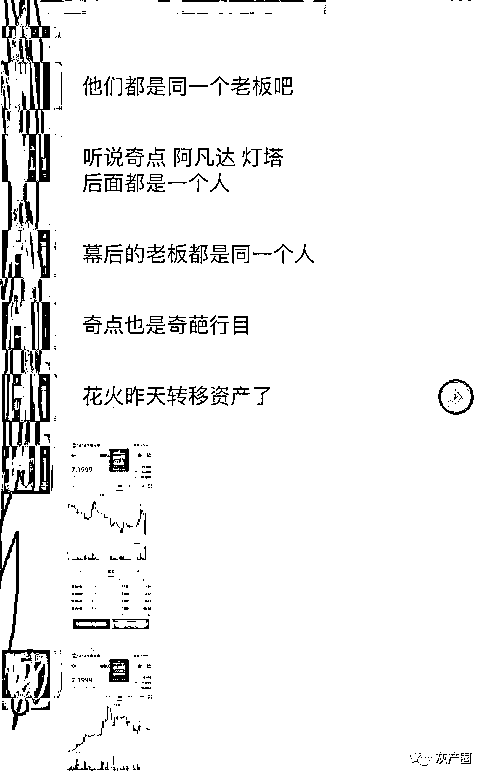 他们都是同一个老板吧
听说奇点 阿凡达 灯塔
后面都是一个人
幕后的老板都是同一个人
奇点也是奇葩行目
花火昨天转移资产了
灰产圈